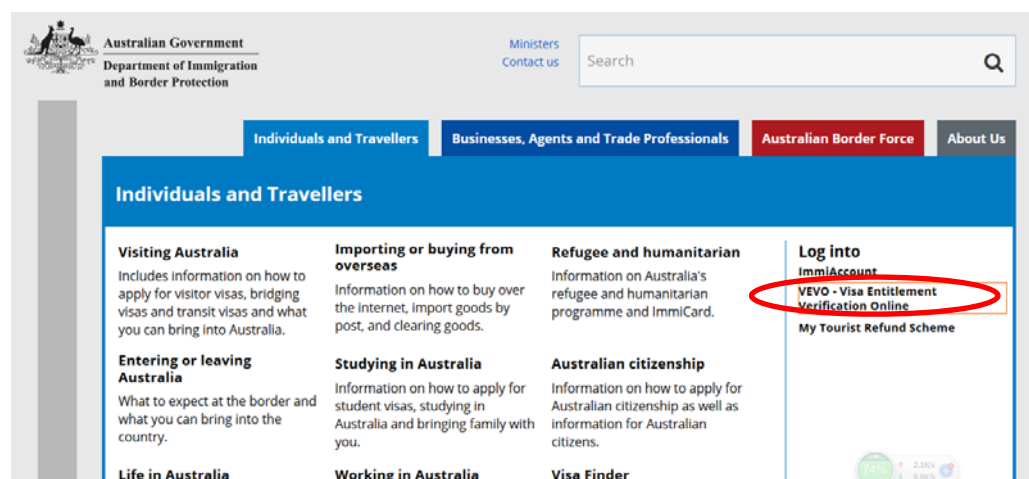 Australian Government
Department of Immigration
and Border Protection
Ministers
Contact us
Search
Individuals and Travellers
Businesses, Agents and Trade Professionals
Australian Border Force
About Us
Individuals and Travellers
Visiting Australia
Includes information on how to
apply for visitor visas, bridging
visas and transit visas and what
you can bring into Australia.
Entering or leaving
Australia
What to expect at the border and
what you can bring into the
country.
Life in Australia
Importing or buying from
overseas
Information on how to buy over
the internet, import goods by
post, and clearing goods.
Studying in Australia
Information on how to apply for
student visas, studying in
Australia and bringing family with
you.
Working in Australia
Refugee and humanitarian
Information on Australia's
refugee and humanitarian
programme and ImmiCard.
Australian citizenship
Information on how to apply for
Australian citizenship as well as
information for Australian
citizens.
Visa Finder
Log into
ImmiAccount
VEVO - Visa Entitlement
Verification Online
My Tourist Refund Scheme
74%